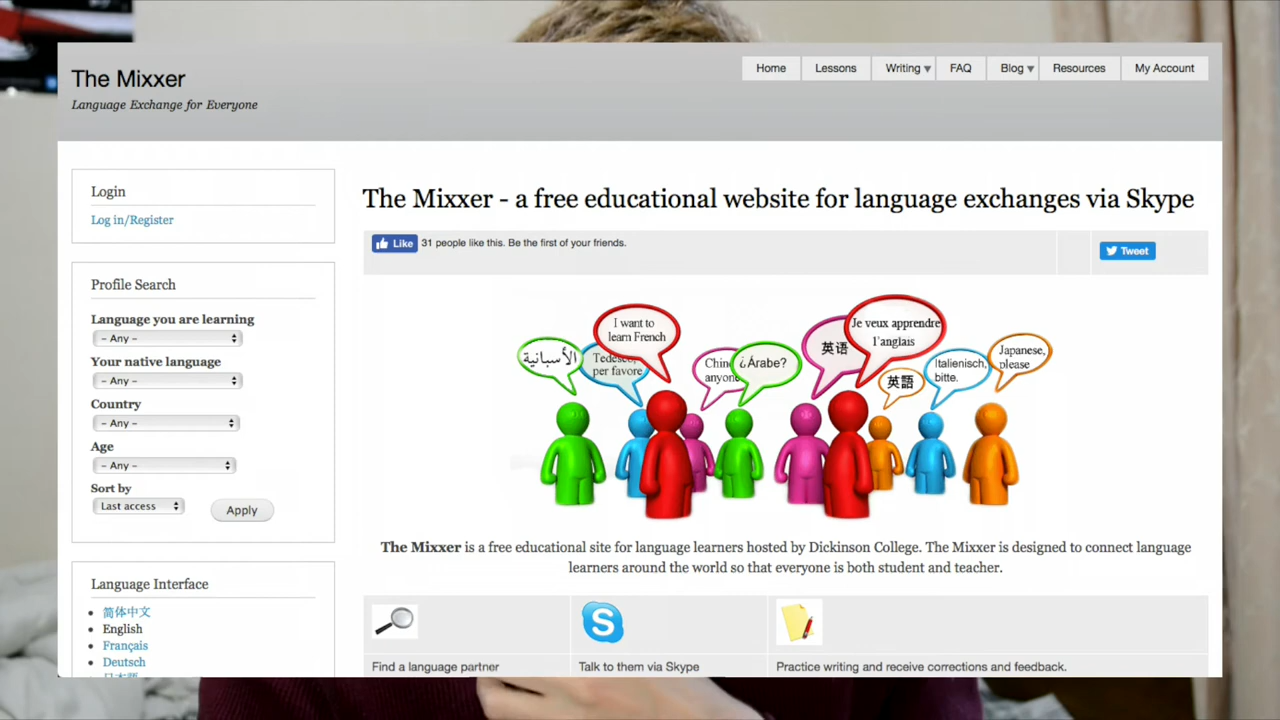 The Mixxer
Language Exchange for Everyone
Home Lessons Writing FAQ Blog Resources My Account
Login
Log in/Register
Profile Search
Language you are learning
- Any -
Your native language
- Any -
Country
- Any -
Age
- Any -
Sort by
Last access
Apply
Language Interface
简体中文
English
Français
Deutsch
The Mixxer - a free educational website for language exchanges via Skype
Like 31 people like this. Be the first of your friends.
Tweet
الأسبانية
Tedesco,
per favore
I want to
learn French
Chin
anyone
¿Árabe?
英语
Je veux apprendre
l'anglais
英語
Italienisch,
bitte.
Japanese,
please
The Mixxer is a free educational site for language learners hosted by Dickinson College. The Mixxer is designed to connect language
learners around the world so that everyone is both student and teacher.
S
Find a language partner
Talk to them via Skype
Practice writing and receive corrections and feedback.